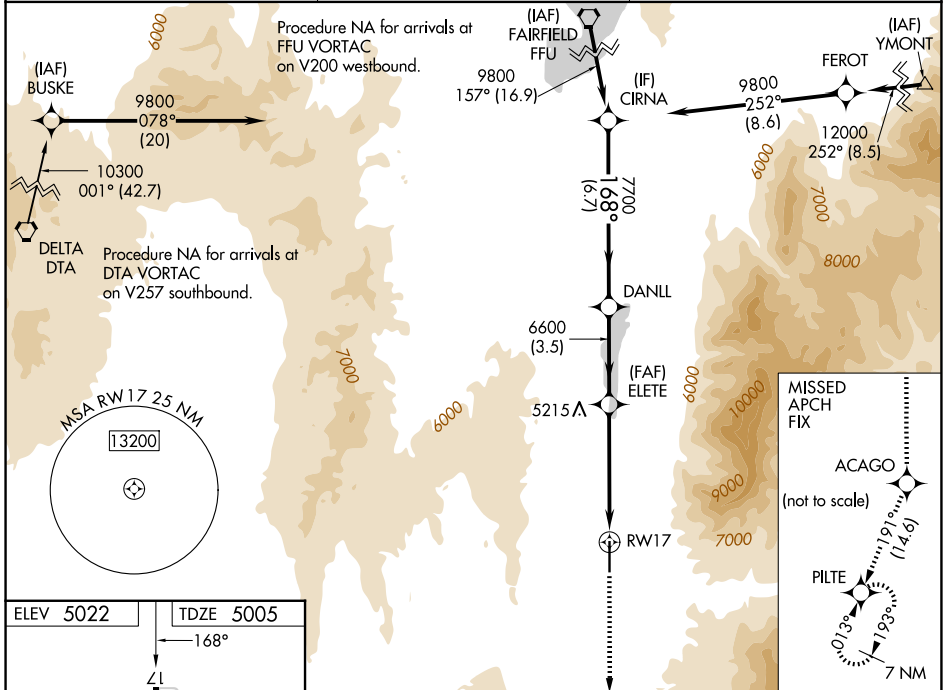 Procedure NA for arrivals at
FFU VORTAC
on V200 westbound.
6000
(IAF)
BUSKE
9800
078°
(20)
10300
001° (42.7)
DELTA
DTA
Procedure NA for arrivals at
DTA VORTAC
on V257 southbound.
(IAF)
FAIRFIELD
FFU
9800
157° (16.9)
(IF)
CIRNA
FEROT
(IAF)
YMONT
9800
252°
(8.6)
12000
252° (8.5)
7700
168°
(6.7)
6000
7000
8000
DANLL
6600
(3.5)
(FAF)
ELETE
5215
7000
6000
6000
10000
9000
7000
RW17
MSA RW17 25 NM
13200
MISSED
APCH
FIX
ACAGO
(not to scale)
191°
(14.6)
PILTE
013°
193°
7 NM
ELEV 5022
TDZE 5005
168°
17